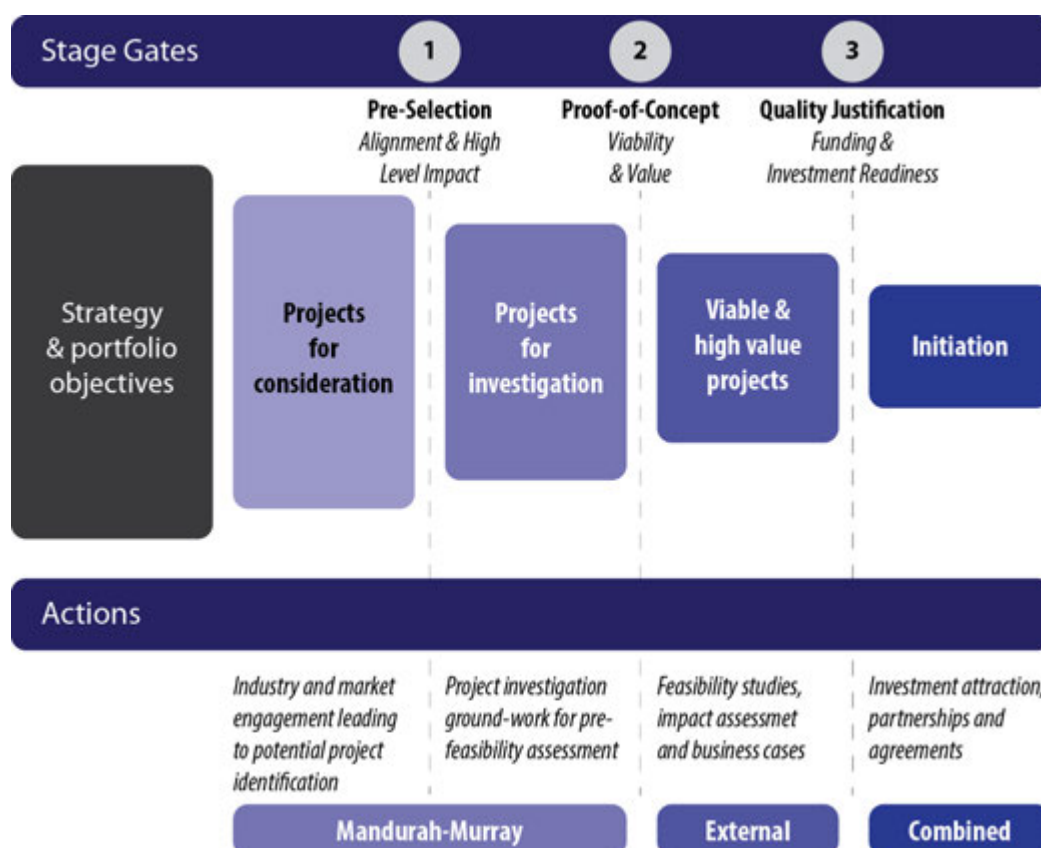 Stage Gates
1
2
3
Pre-Selection
Alignment & High
Level Impact
Proof-of-Concept
Viability
& Value
Quality Justification
Funding &
Investment Readiness
Strategy
& portfolio
objectives
Projects
for
consideration
Projects
for
investigation
Viable &
high value
projects
Initiation
Actions
Industry and market
engagement leading
to potential project
identification
Project investigation
ground-work for pre-
feasibility assessment
Feasibility studies,
impact assessmet
and business cases
Investment attraction,
partnerships and
agreements
Mandurah-Murray
External
Combined